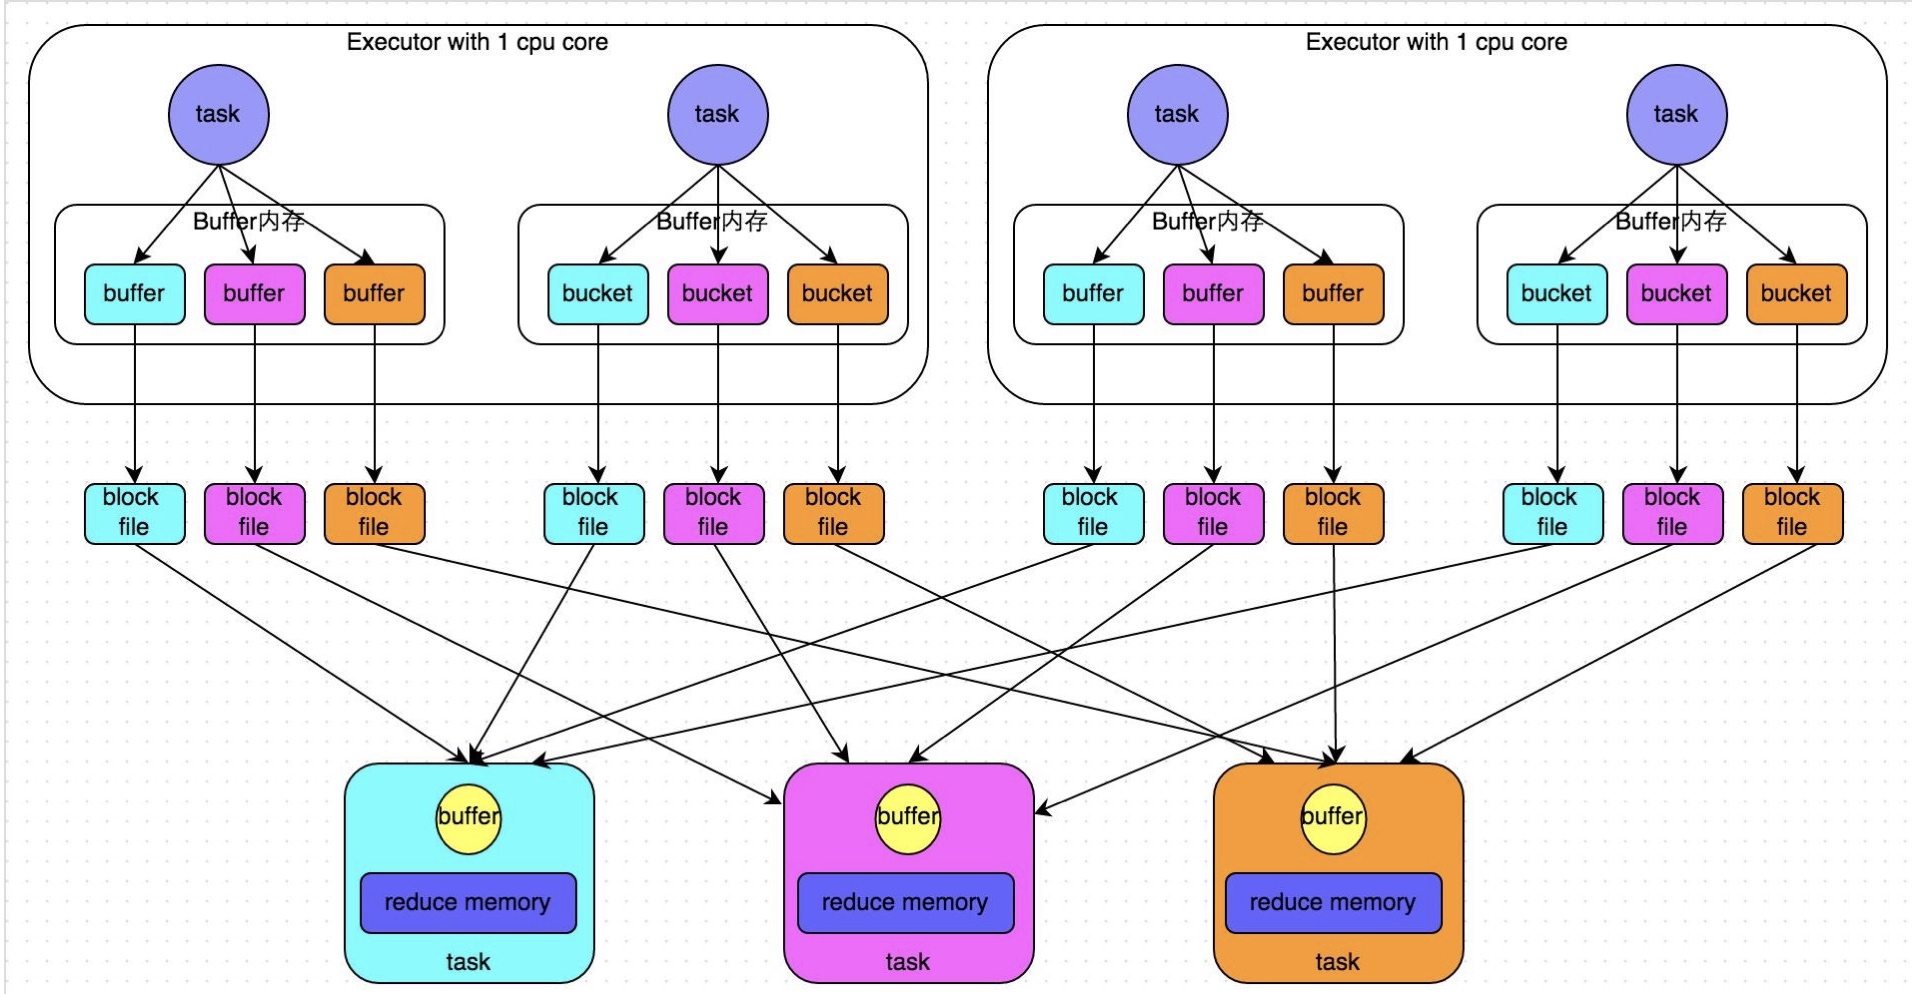 Executor with 1 cpu core
Executor with 1 cpu core
task
task
task
task
Buffer内存
Buffer内存
Buffer内存
Buffer内存
buffer
buffer
buffer
bucket
bucket
bucket
buffer
buffer
buffer
bucket
bucket
bucket
block
file
block
file
block
file
block
file
block
file
block
file
block
file
block
file
block
file
block
file
block
file
block
file
buffer
reduce memory
task
buffer
reduce memory
task
buffer
reduce memory
task